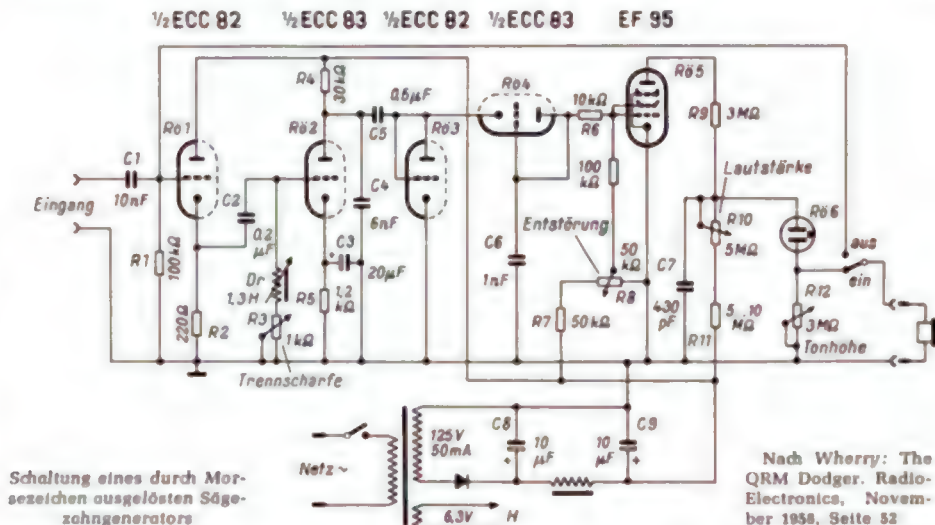 ½ECC 82 ½ECC 83 ½ECC 82 ½ECC 83 EF 95
R4
30kΩ
0,5µF
C5
Rö1
Rö2
Rö3
Rö4
10kΩ
R6
Rö5
R9
3MΩ
C1
10nF
Eingang
R1
100kΩ
C2
0,2
µF
C4
6nF
100
kΩ
Lautstärke
R10
5MΩ
Rö6
aus
ein
Entstörung
C3
20µF
C6
1nF
50
kΩ
R8
C7
430
pF
Dr
1,3H
R2
220Ω
R3
1kΩ
R5
1,2
kΩ
R7
50kΩ
R11
5..10
MΩ
R12
3MΩ
Tonhöhe
Trennschärfe
Netz~
125V
50mA
C8
10
µF
+
C9
10
µF
+
6,3V
H
Schaltung eines durch Mor-
sezeichen ausgelösten Säge-
zahngenerators
Nach Wherry: The
QRM Dodger. Radio-
Electronics, Novem-
ber 1956, Seite 52